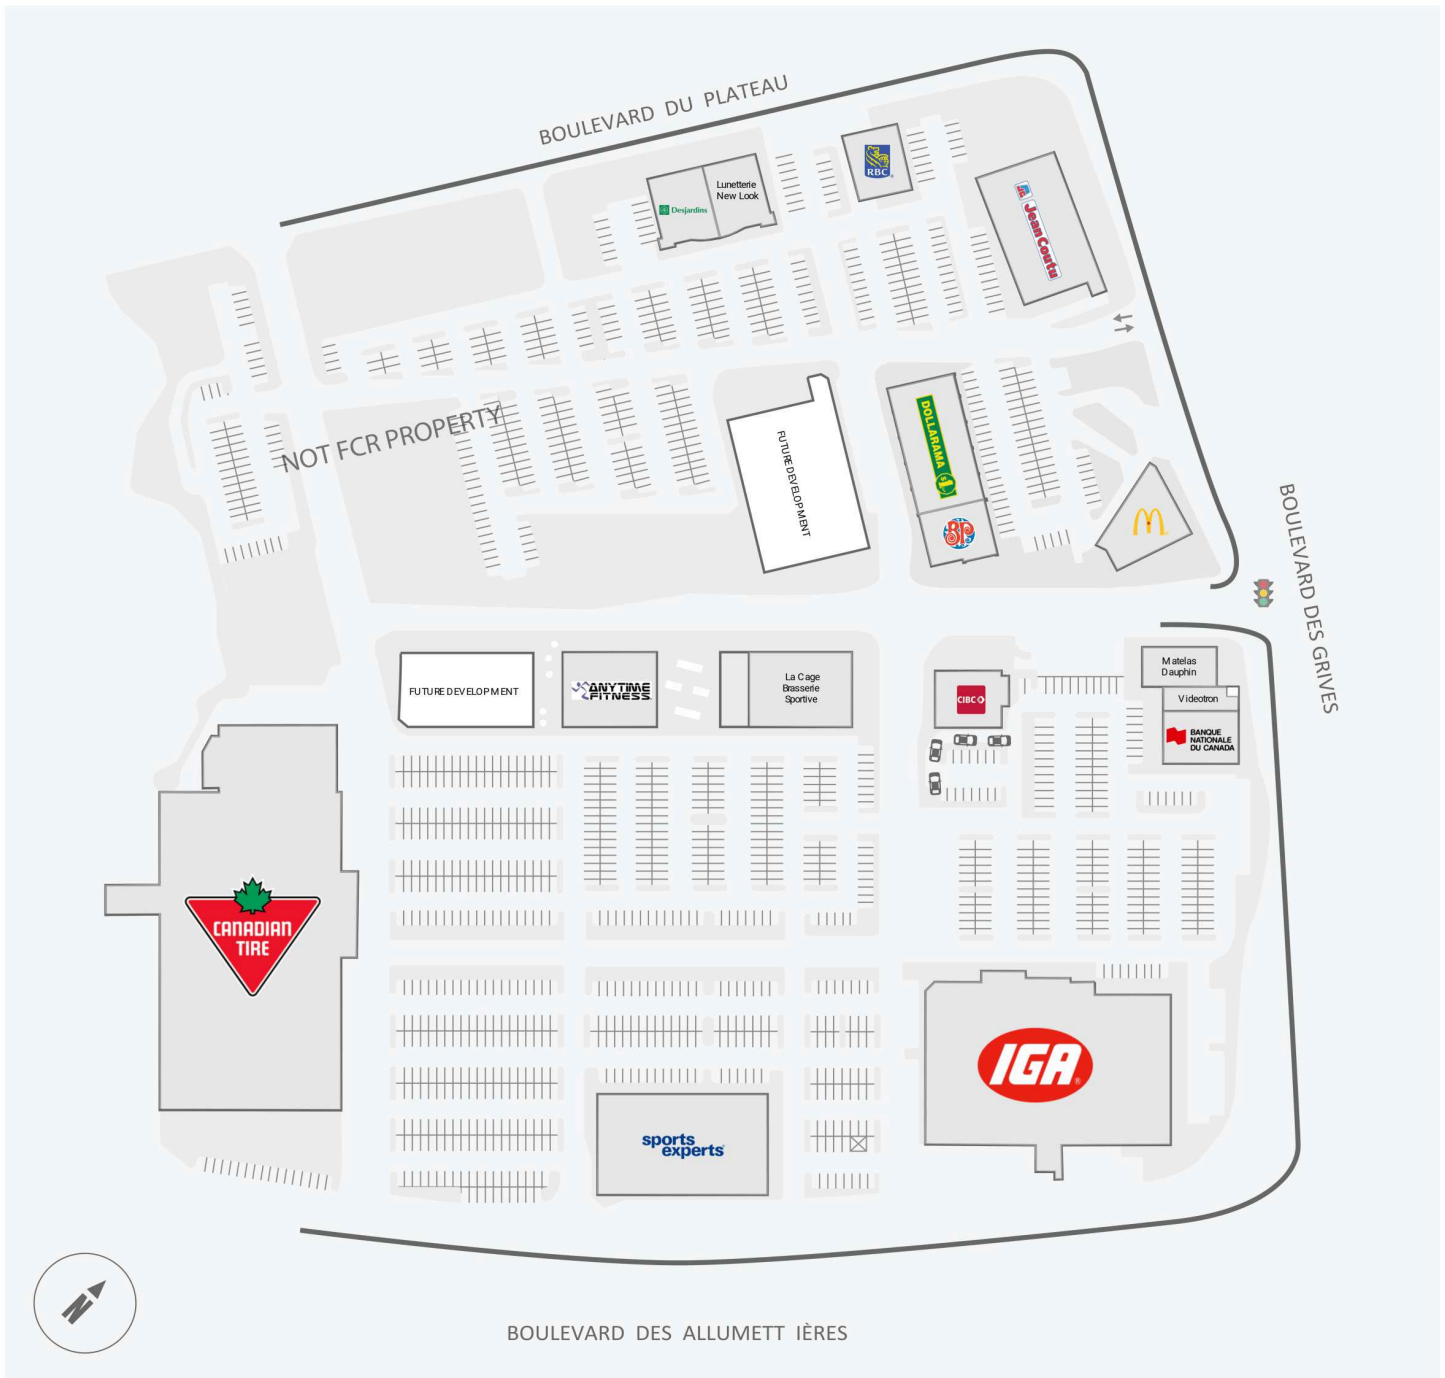 BOULEVARD DU PLATEAU
RBC
Lunetterie
New Look
Desjardins
Jean Coutu
NOT FCR PROPERTY
FUTURE DEVELOPMENT
DOLLARAMA
$1
BP
BOULEVARD DES GRIVES
FUTURE DEVELOPMENT
ANYTIME
FITNESS
La Cage
Brasserie
Sportive
CIBC
Matelas
Dauphin
Videotron
BANQUE
NATIONALE
DU CANADA
CANADIAN
TIRE
IGA
sports
experts
N
BOULEVARD DES ALLUMETT IÈRES